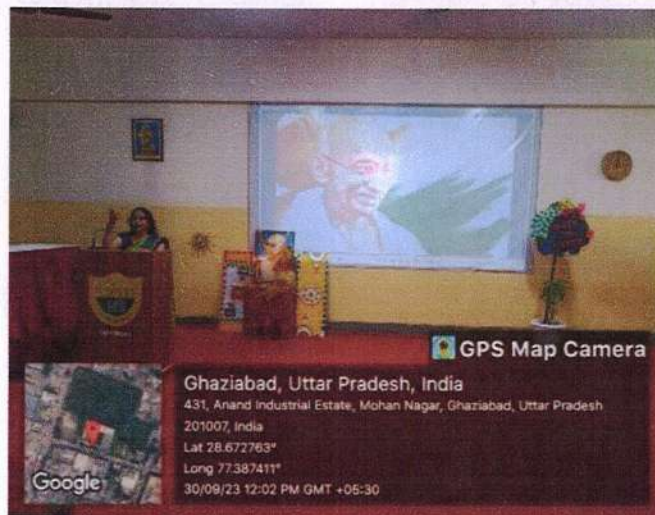 GPS Map Camera
Ghaziabad, Uttar Pradesh, India
431, Anand Industrial Estate, Mohan Nagar, Ghaziabad, Uttar Pradesh
201007, India
Lat 28.672763°
Long 77.387411°
30/09/23 12:02 PM GMT +05:30
Google